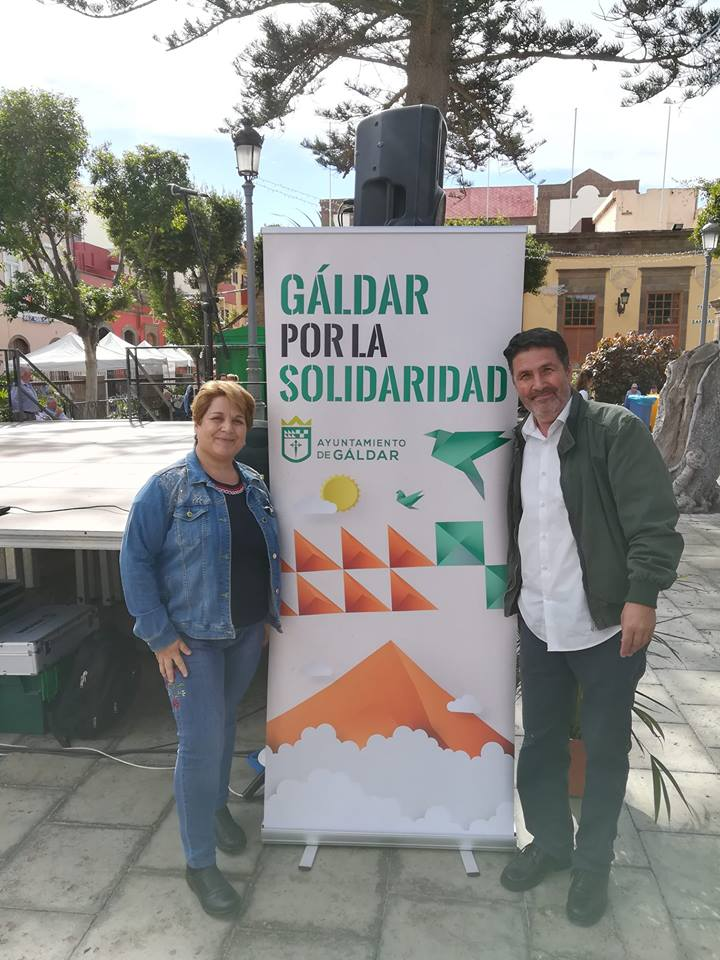 GÁLDAR
POR LA
SOLIDARIDAD
AYUNTAMIENTO
DE GÁLDAR